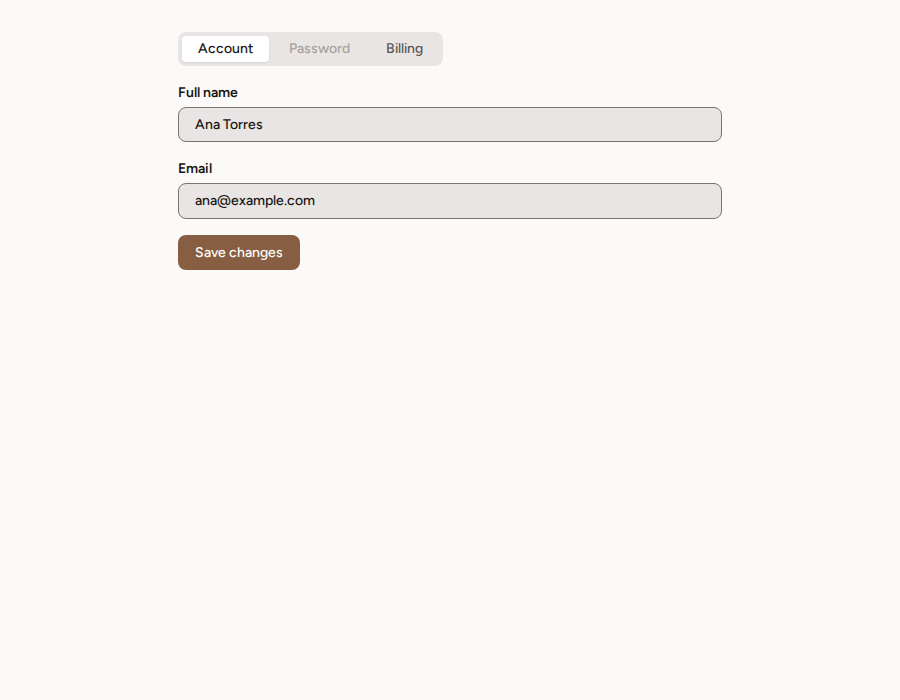 Account Password Billing
Full name
Ana Torres
Email
ana@example.com
Save changes